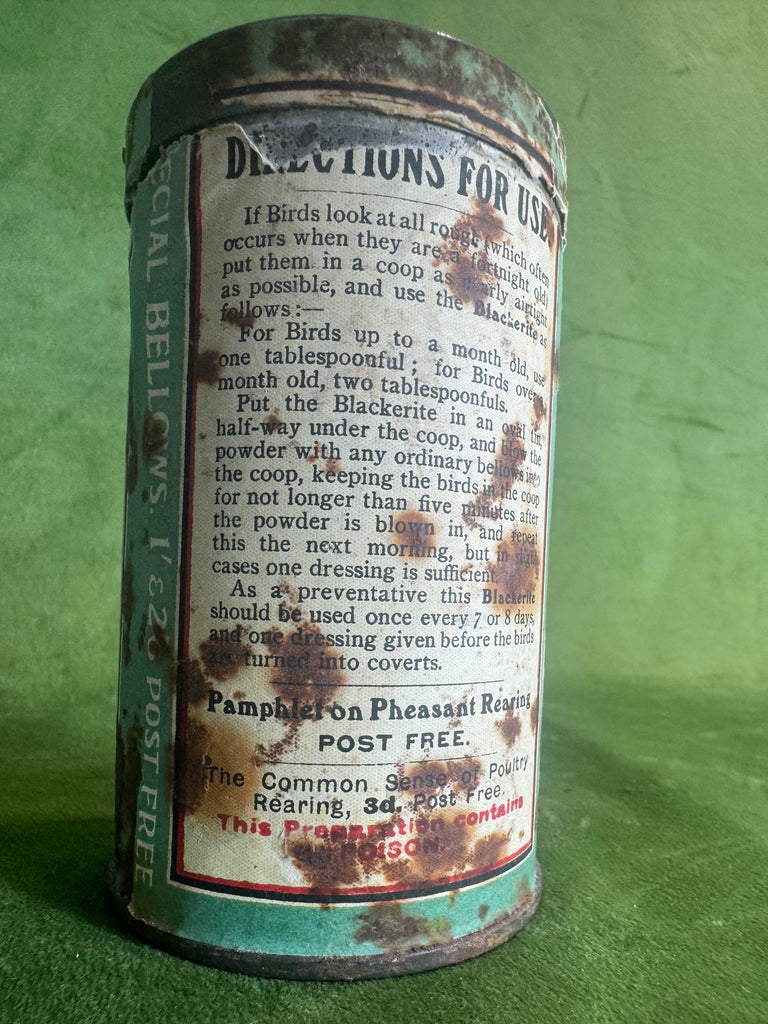 DIRECTIONS FOR USE.
If Birds look at all rough (which often
occurs when they are a fortnight old)
put them in a coop as nearly airtight
as possible, and use the Blackerite as
follows :—
For Birds up to a month old, use
one tablespoonful ; for Birds over a
month old, two tablespoonfuls.
Put the Blackerite in an oval tin,
half-way under the coop, and blow the
powder with any ordinary bellows into
the coop, keeping the birds in the coop
for not longer than five minutes after
the powder is blown in, and repeat
this the next morning, but in slight
cases one dressing is sufficient.
As a preventative this Blackerite
should be used once every 7 or 8 days,
and one dressing given before the birds
are turned into coverts.
Pamphlet on Pheasant Rearing
POST FREE.
The Common Sense of Poultry
Rearing, 3d. Post Free.
This Preparation contains
POISON.
ECIAL BELLOWS. 1/- & 2/6 POST FREE